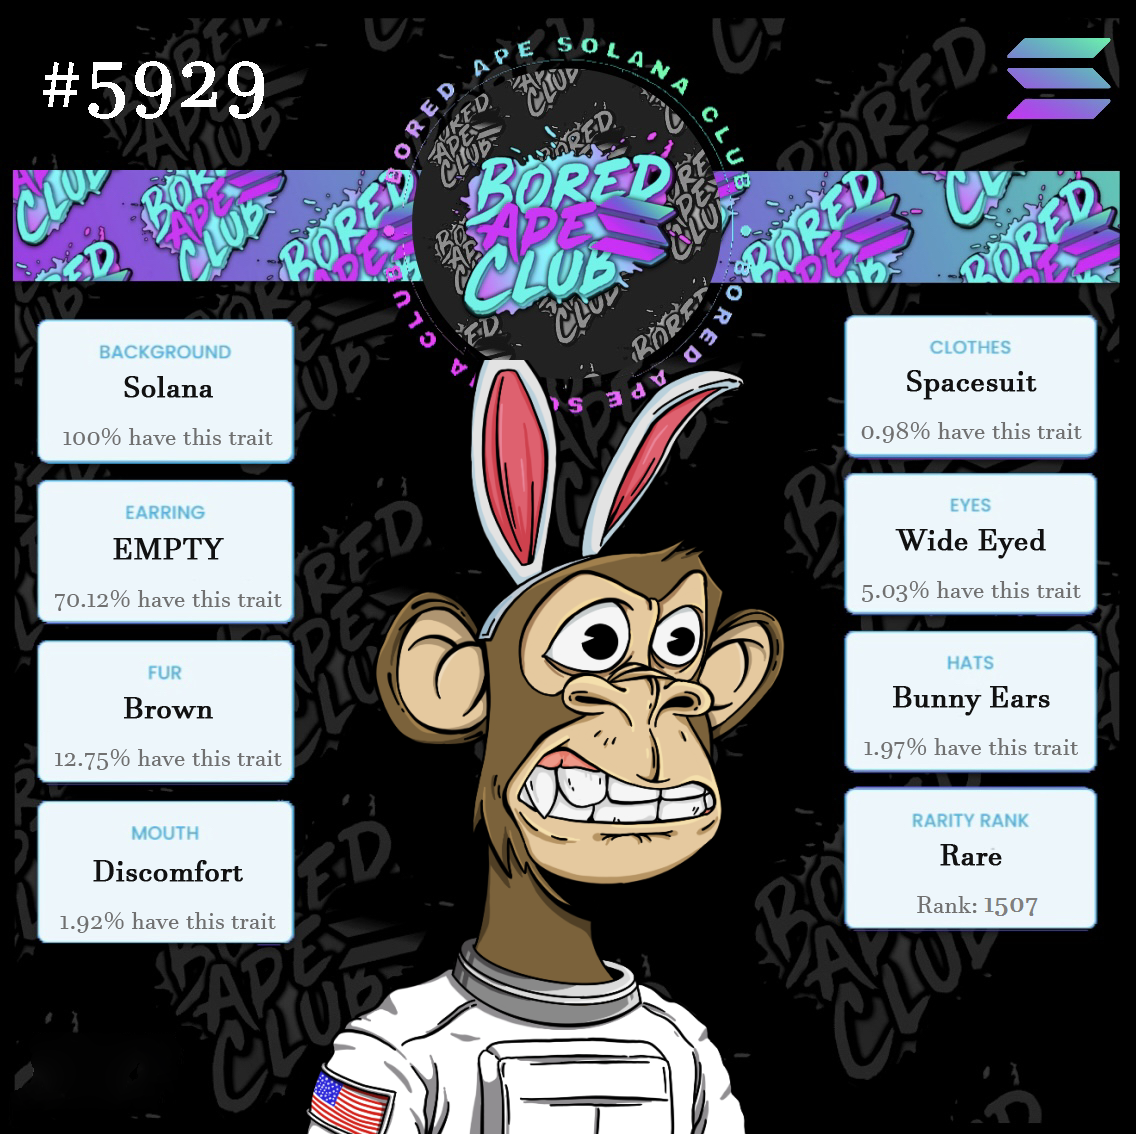 #5929
BORED APE SOLANA CLUB
BORED
APE
CLUB
BACKGROUND
Solana
100% have this trait
EARRING
EMPTY
70.12% have this trait
FUR
Brown
12.75% have this trait
MOUTH
Discomfort
1.92% have this trait
CLOTHES
Spacesuit
0.98% have this trait
EYES
Wide Eyed
5.03% have this trait
HATS
Bunny Ears
1.97% have this trait
RARITY RANK
Rare
Rank: 1507